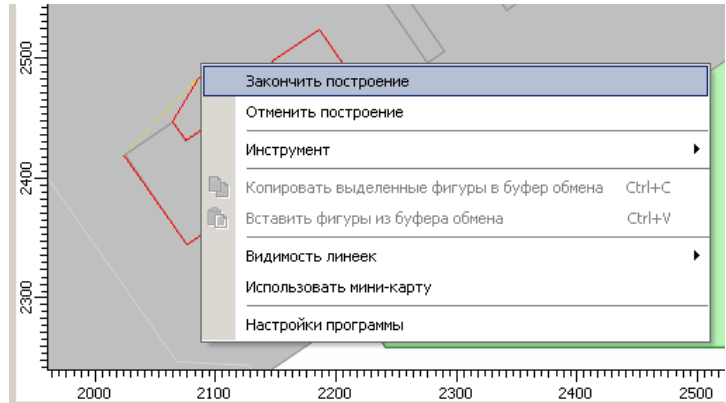 2500
2400
2300
Закончить построение
Отменить построение
Инструмент
Копировать выделенные фигуры в буфер обмена Ctrl+C
Вставить фигуры из буфера обмена Ctrl+V
Видимость линеек
Использовать мини-карту
Настройки программы
2000 2100 2200 2300 2400 2500